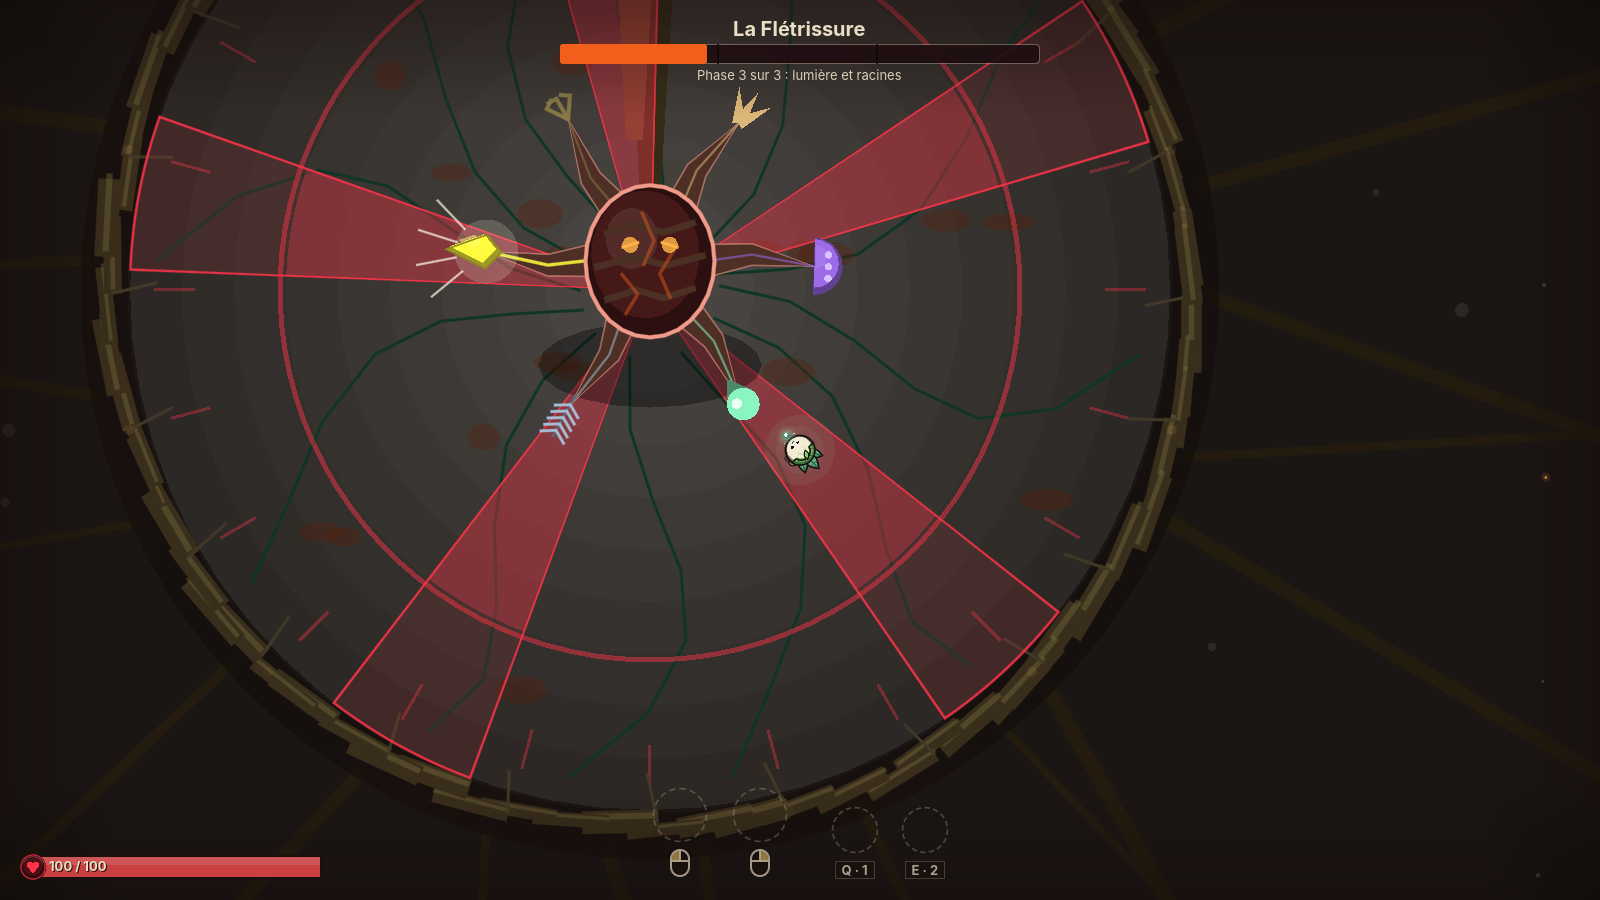 La Flétrissure
Phase 3 sur 3 : lumière et racines
100 / 100
Q · 1
E · 2